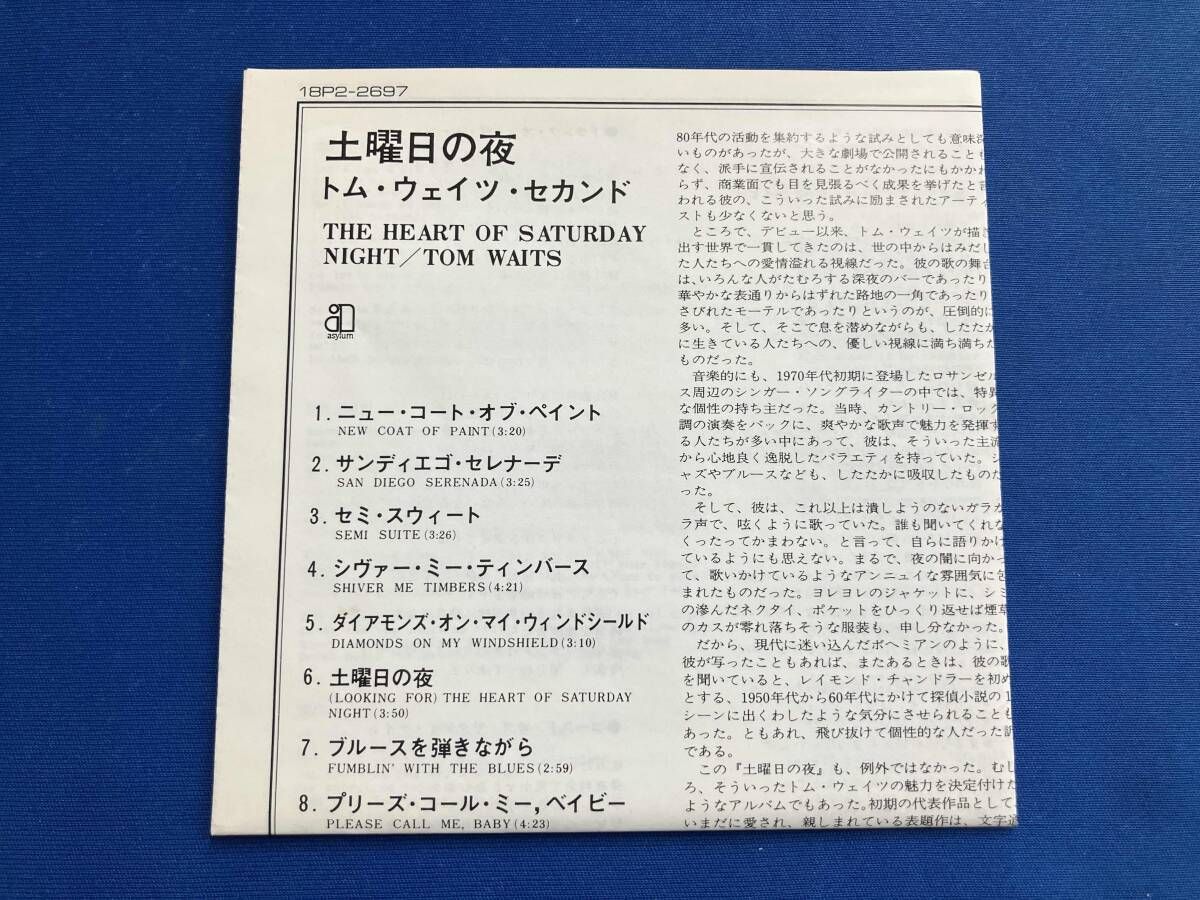 18P2-2697
土曜日の夜
トム・ウェイツ・セカンド
THE HEART OF SATURDAY
NIGHT／TOM WAITS
asylum
1. ニュー・コート・オブ・ペイント
NEW COAT OF PAINT(3:20)
2. サンディエゴ・セレナーデ
SAN DIEGO SERENADA(3:25)
3. セミ・スウィート
SEMI SUITE(3:26)
4. シヴァー・ミー・ティンバース
SHIVER ME TIMBERS(4:21)
5. ダイアモンズ・オン・マイ・ウィンドシールド
DIAMONDS ON MY WINDSHIELD(3:10)
6. 土曜日の夜
(LOOKING FOR) THE HEART OF SATURDAY
NIGHT(3:50)
7. ブルースを弾きながら
FUMBLIN' WITH THE BLUES(2:59)
8. プリーズ・コール・ミー, ベイビー
PLEASE CALL ME, BABY(4:23)
80年代の活動を集約するような試みとしても意味深
いものがあったが、大きな劇場で公開されることも
なく、派手に宣伝されることがなかったにもかかわ
らず、商業面でも目を見張るべく成果を挙げたと言
われる彼の、こういった試みに励まされたアーティ
ストも少なくないと思う。
ところで、デビュー以来、トム・ウェイツが描き
出す世界で一貫してきたのは、世の中からはみだし
た人たちへの愛情溢れる視線だった。彼の歌の舞台
は、いろんな人がたむろする深夜のバーであったり、
華やかな表通りからはずれた路地の一角であったり、
さびれたモーテルであったりというのが、圧倒的に
多い。そして、そこで息を潜めながらも、したたか
に生きている人たちへの、優しい視線に満ち満ちた
ものだった。
音楽的にも、1970年代初期に登場したロサンゼル
ス周辺のシンガー・ソングライターの中では、特異
な個性の持ち主だった。当時、カントリー・ロック
調の演奏をバックに、爽やかな歌声で魅力を発揮す
る人たちが多い中にあって、彼は、そういった主流
から心地良く逸脱したバラエティを持っていた。ジ
ャズやブルースなども、したたかに吸収したものだ
った。
そして、彼は、これ以上は潰しようのないガラガ
ラ声で、呟くように歌っていた。誰も聞いてくれな
くったってかまわない。と言って、自らに語りかけ
ているようにも思えない。まるで、夜の闇に向かっ
て、歌いかけているようなアンニュイな雰囲気に包
まれたものだった。ヨレヨレのジャケットに、シミ
の滲んだネクタイ、ポケットをひっくり返せば煙草
のカスが零れ落ちそうな服装も、申し分なかった。
だから、現代に迷い込んだボヘミアンのように、
彼が写ったこともあれば、またあるときは、彼の歌
を聞いていると、レイモンド・チャンドラーを初め
とする、1950年代から60年代にかけて探偵小説の1
シーンに出くわしたような気分にさせられることも
あった。ともあれ、飛び抜けて個性的な人だった訳
である。
この『土曜日の夜』も、例外ではなかった。むし
ろ、そういったトム・ウェイツの魅力を決定付けた
ようなアルバムでもあった。初期の代表作品として、
いまだに愛され、親しまれている表題作は、文字通